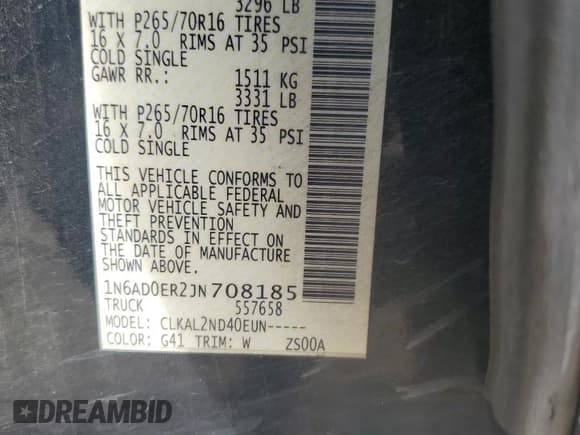 3296 LB
WITH P265/70R16 TIRES
16 X 7.0 RIMS AT 35 PSI
COLD SINGLE
GAWR RR.: 1511 KG
3331 LB
WITH P265/70R16 TIRES
16 X 7.0 RIMS AT 35 PSI
COLD SINGLE
THIS VEHICLE CONFORMS TO
ALL APPLICABLE FEDERAL
MOTOR VEHICLE SAFETY AND
THEFT PREVENTION
STANDARDS IN EFFECT ON
THE DATE OF MANUFACTURE
SHOWN ABOVE.
1N6AD0ER2JN708185
TRUCK 557658
MODEL: CLKAL2ND40EUN-----
COLOR: G41 TRIM: W ZS00A
DREAMBID